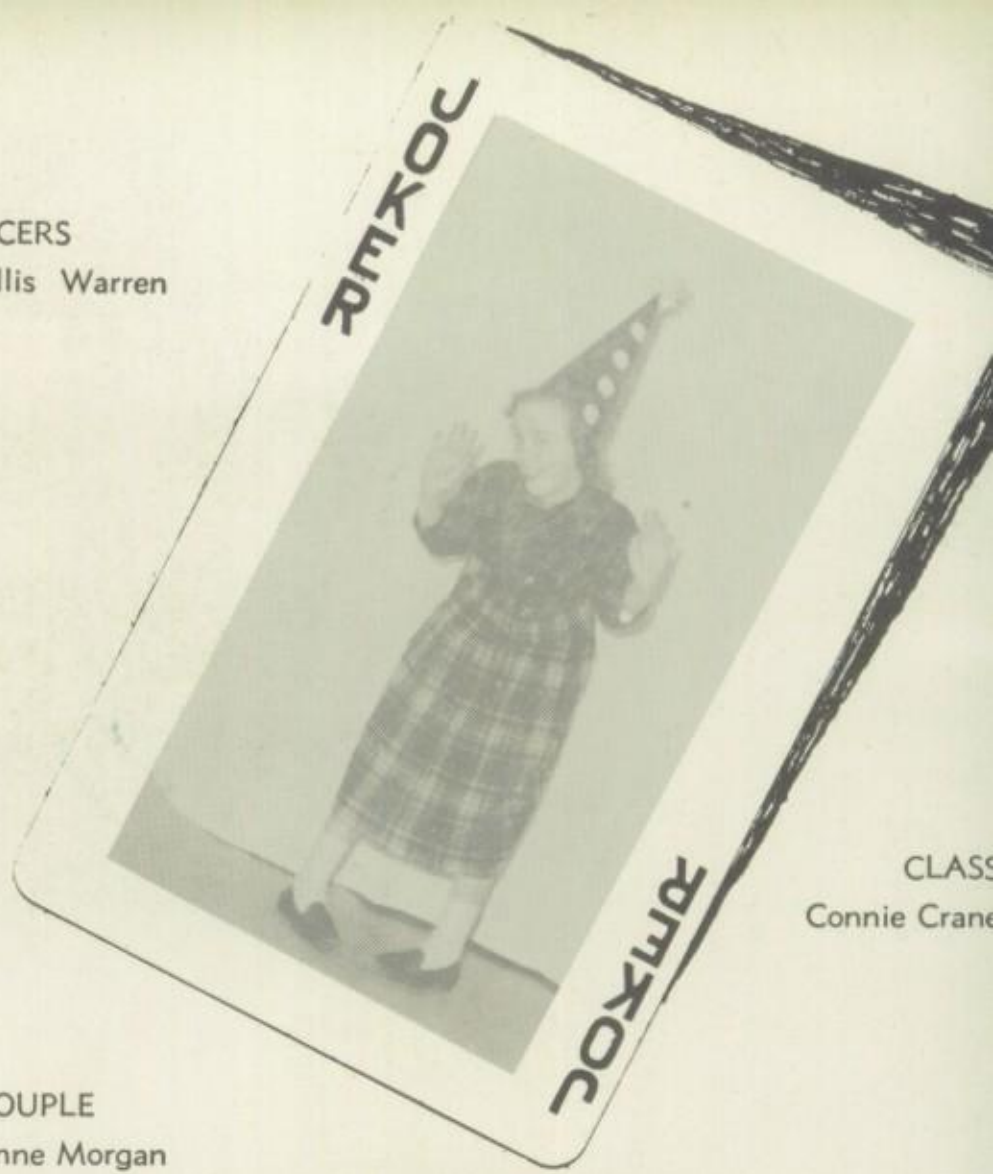 JOKER
CERS
llis Warren
CLASS
Connie Crane
JOKER
OUPLE
nne Morgan